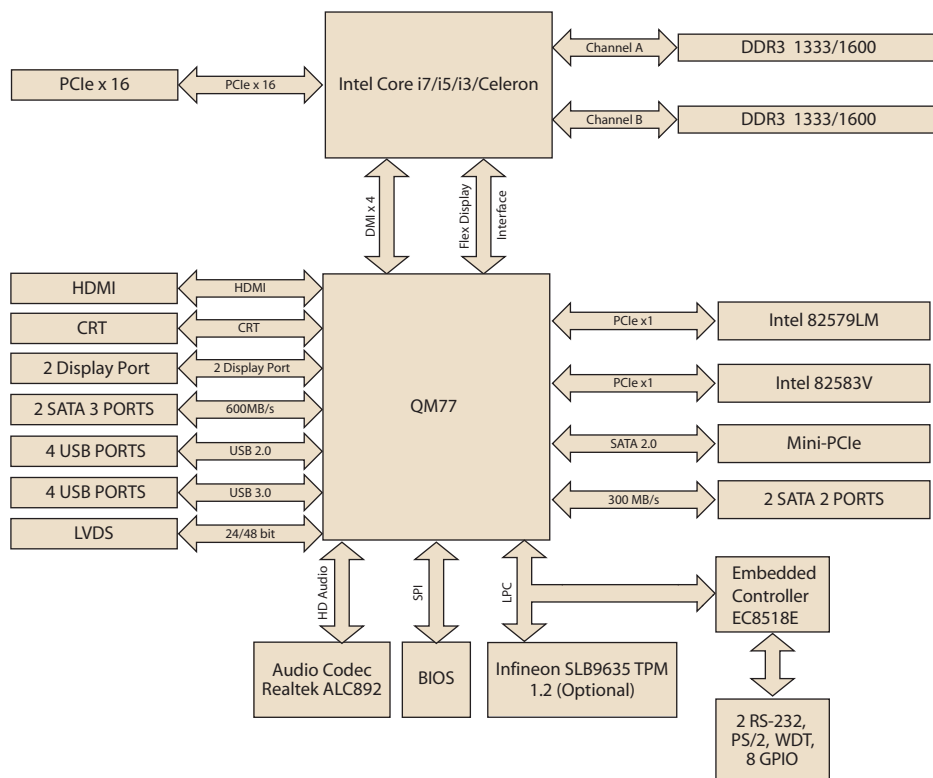 Channel A
DDR3 1333/1600
PCIe x 16
PCIe x 16
Intel Core i7/i5/i3/Celeron
Channel B
DDR3 1333/1600
DMI x 4
Flex Display
Interface
HDMI
HDMI
CRT
CRT
2 Display Port
2 Display Port
2 SATA 3 PORTS
600MB/s
4 USB PORTS
USB 2.0
4 USB PORTS
USB 3.0
LVDS
24/48 bit
QM77
PCIe x1
Intel 82579LM
PCIe x1
Intel 82583V
SATA 2.0
Mini-PCIe
300 MB/s
2 SATA 2 PORTS
HD Audio
SPI
LPC
Audio Codec
Realtek ALC892
BIOS
Infineon SLB9635 TPM
1.2 (Optional)
Embedded
Controller
EC8518E
2 RS-232,
PS/2, WDT,
8 GPIO